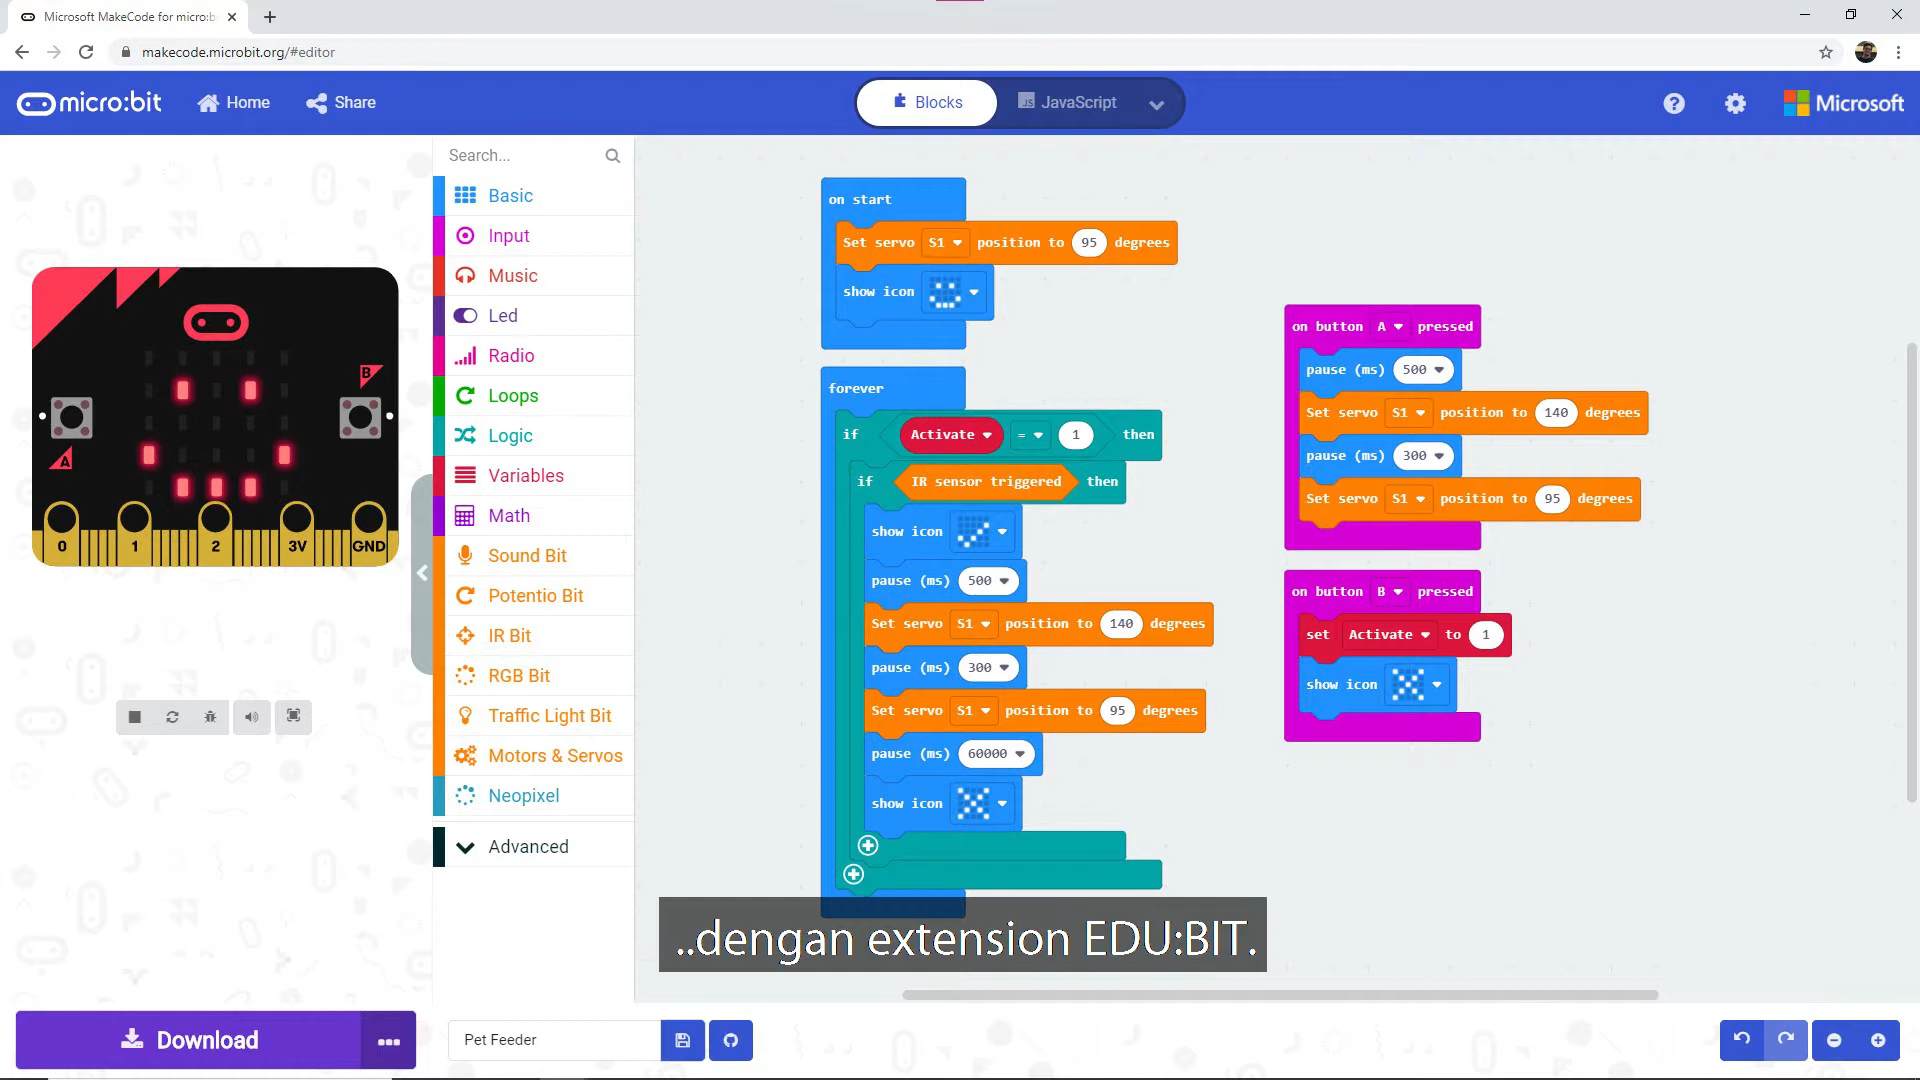 Microsoft MakeCode for micro:b
makecode.microbit.org/#editor
micro:bit
Home
Share
Blocks
JavaScript
Microsoft
Search...
Basic
Input
Music
Led
Radio
Loops
Logic
Variables
Math
Sound Bit
Potentio Bit
IR Bit
RGB Bit
Traffic Light Bit
Motors & Servos
Neopixel
Advanced
A
B
0 1 2 3V GND
on start
Set servo S1 position to 95 degrees
show icon
forever
if Activate = 1 then
if IR sensor triggered then
show icon
pause (ms) 500
Set servo S1 position to 140 degrees
pause (ms) 300
Set servo S1 position to 95 degrees
pause (ms) 60000
show icon
on button A pressed
pause (ms) 500
Set servo S1 position to 140 degrees
pause (ms) 300
Set servo S1 position to 95 degrees
on button B pressed
set Activate to 1
show icon
..dengan extension EDU:BIT.
Download
Pet Feeder